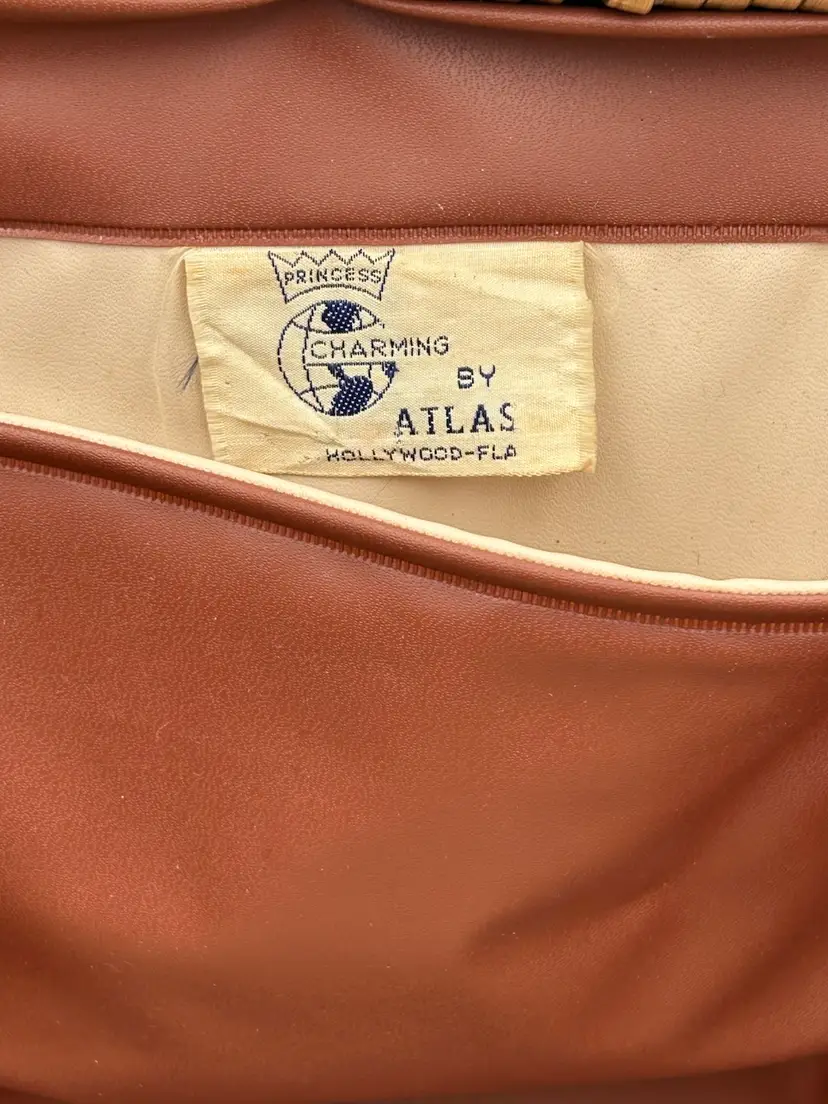 PRINCESS
CHARMING
BY
ATLAS
HOLLYWOOD-FLA